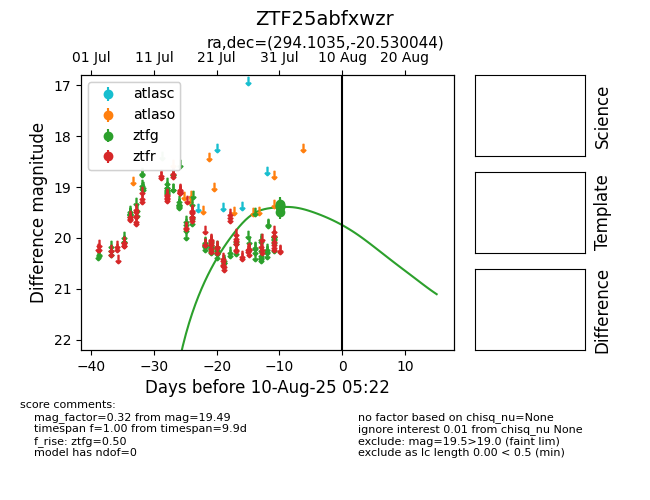 ZTF25abfxwzr
ra,dec=(294.1035,-20.530044)
01 Jul 11 Jul 21 Jul 31 Jul 10 Aug 20 Aug
17
18
19
20
21
22
Difference magnitude
atlasc
atlaso
ztfg
ztfr
−40 −30 −20 −10 0 10
Days before 10-Aug-25 05:22
Science
Template
Difference
score comments:
mag_factor=0.32 from mag=19.49
timespan f=1.00 from timespan=9.9d
f_rise: ztfg=0.50
model has ndof=0
no factor based on chisq_nu=None
ignore interest 0.01 from chisq_nu None
exclude: mag=19.5>19.0 (faint lim)
exclude as lc length 0.00 < 0.5 (min)